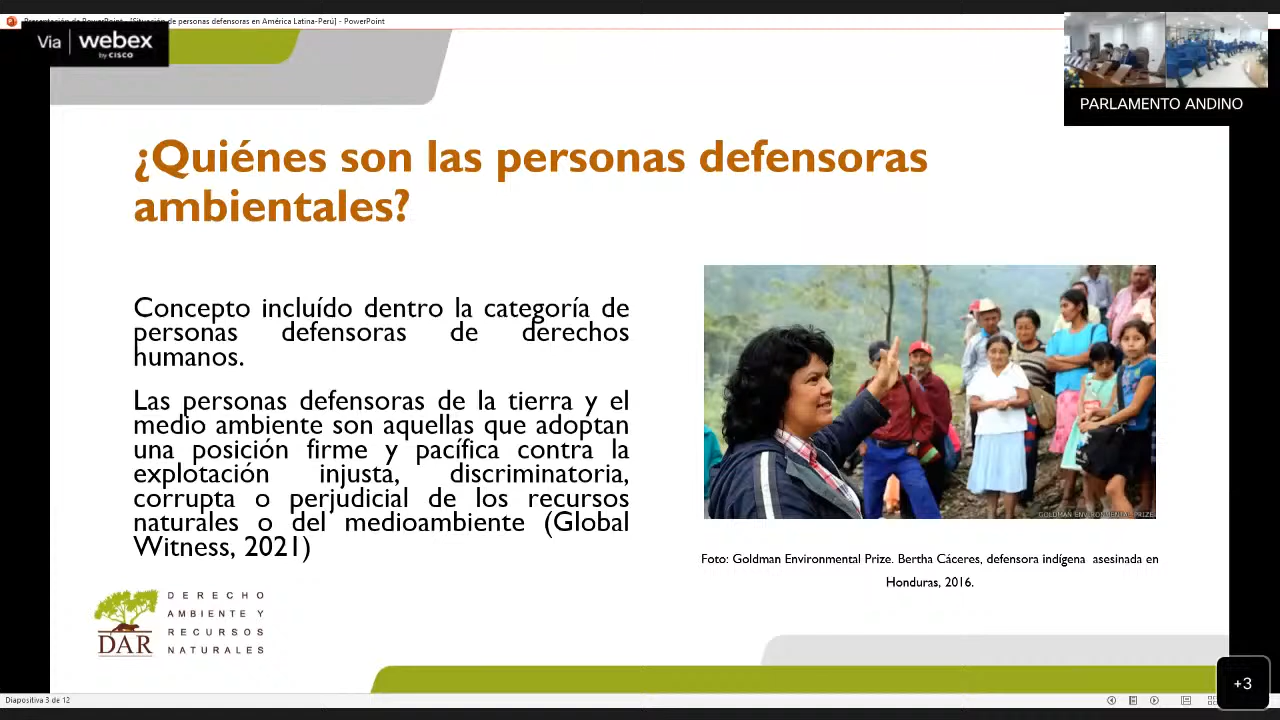 Presentación de PowerPoint - [Situación de personas defensoras en América Latina-Perú] - PowerPoint
Via webex
by CISCO
PARLAMENTO ANDINO
¿Quiénes son las personas defensoras
ambientales?
Concepto incluído dentro la categoría de
personas defensoras de derechos
humanos.
Las personas defensoras de la tierra y el
medio ambiente son aquellas que adoptan
una posición firme y pacífica contra la
explotación injusta, discriminatoria,
corrupta o perjudicial de los recursos
naturales o del medioambiente (Global
Witness, 2021)
GOLDMAN ENVIRONMENTAL PRIZE
Foto: Goldman Environmental Prize. Bertha Cáceres, defensora indígena asesinada en
Honduras, 2016.
DAR
DERECHO
AMBIENTE Y
RECURSOS
NATURALES
Diapositiva 3 de 12
+3